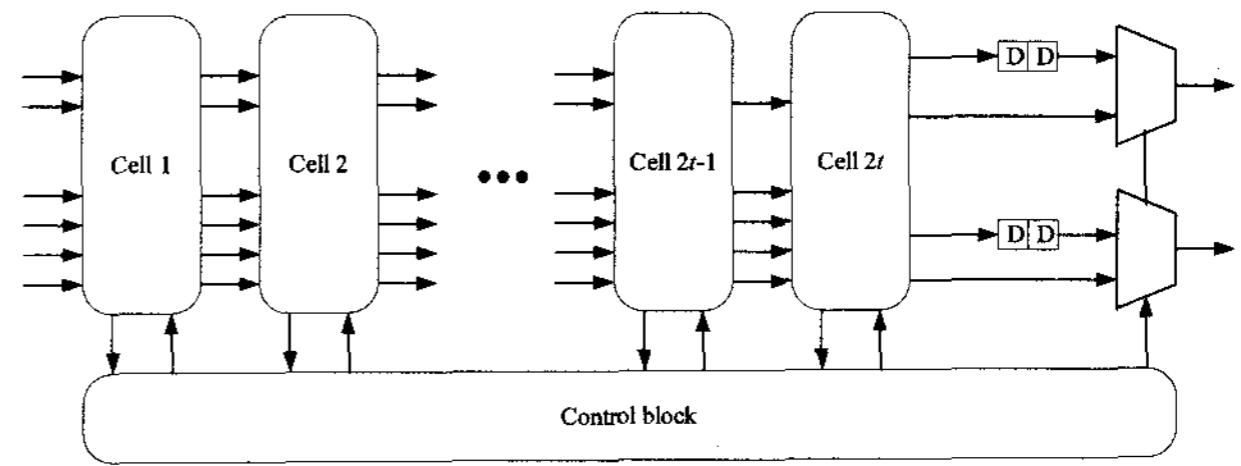 D D
Cell 1 Cell 2 ••• Cell 2t-1 Cell 2t
D D
Control block